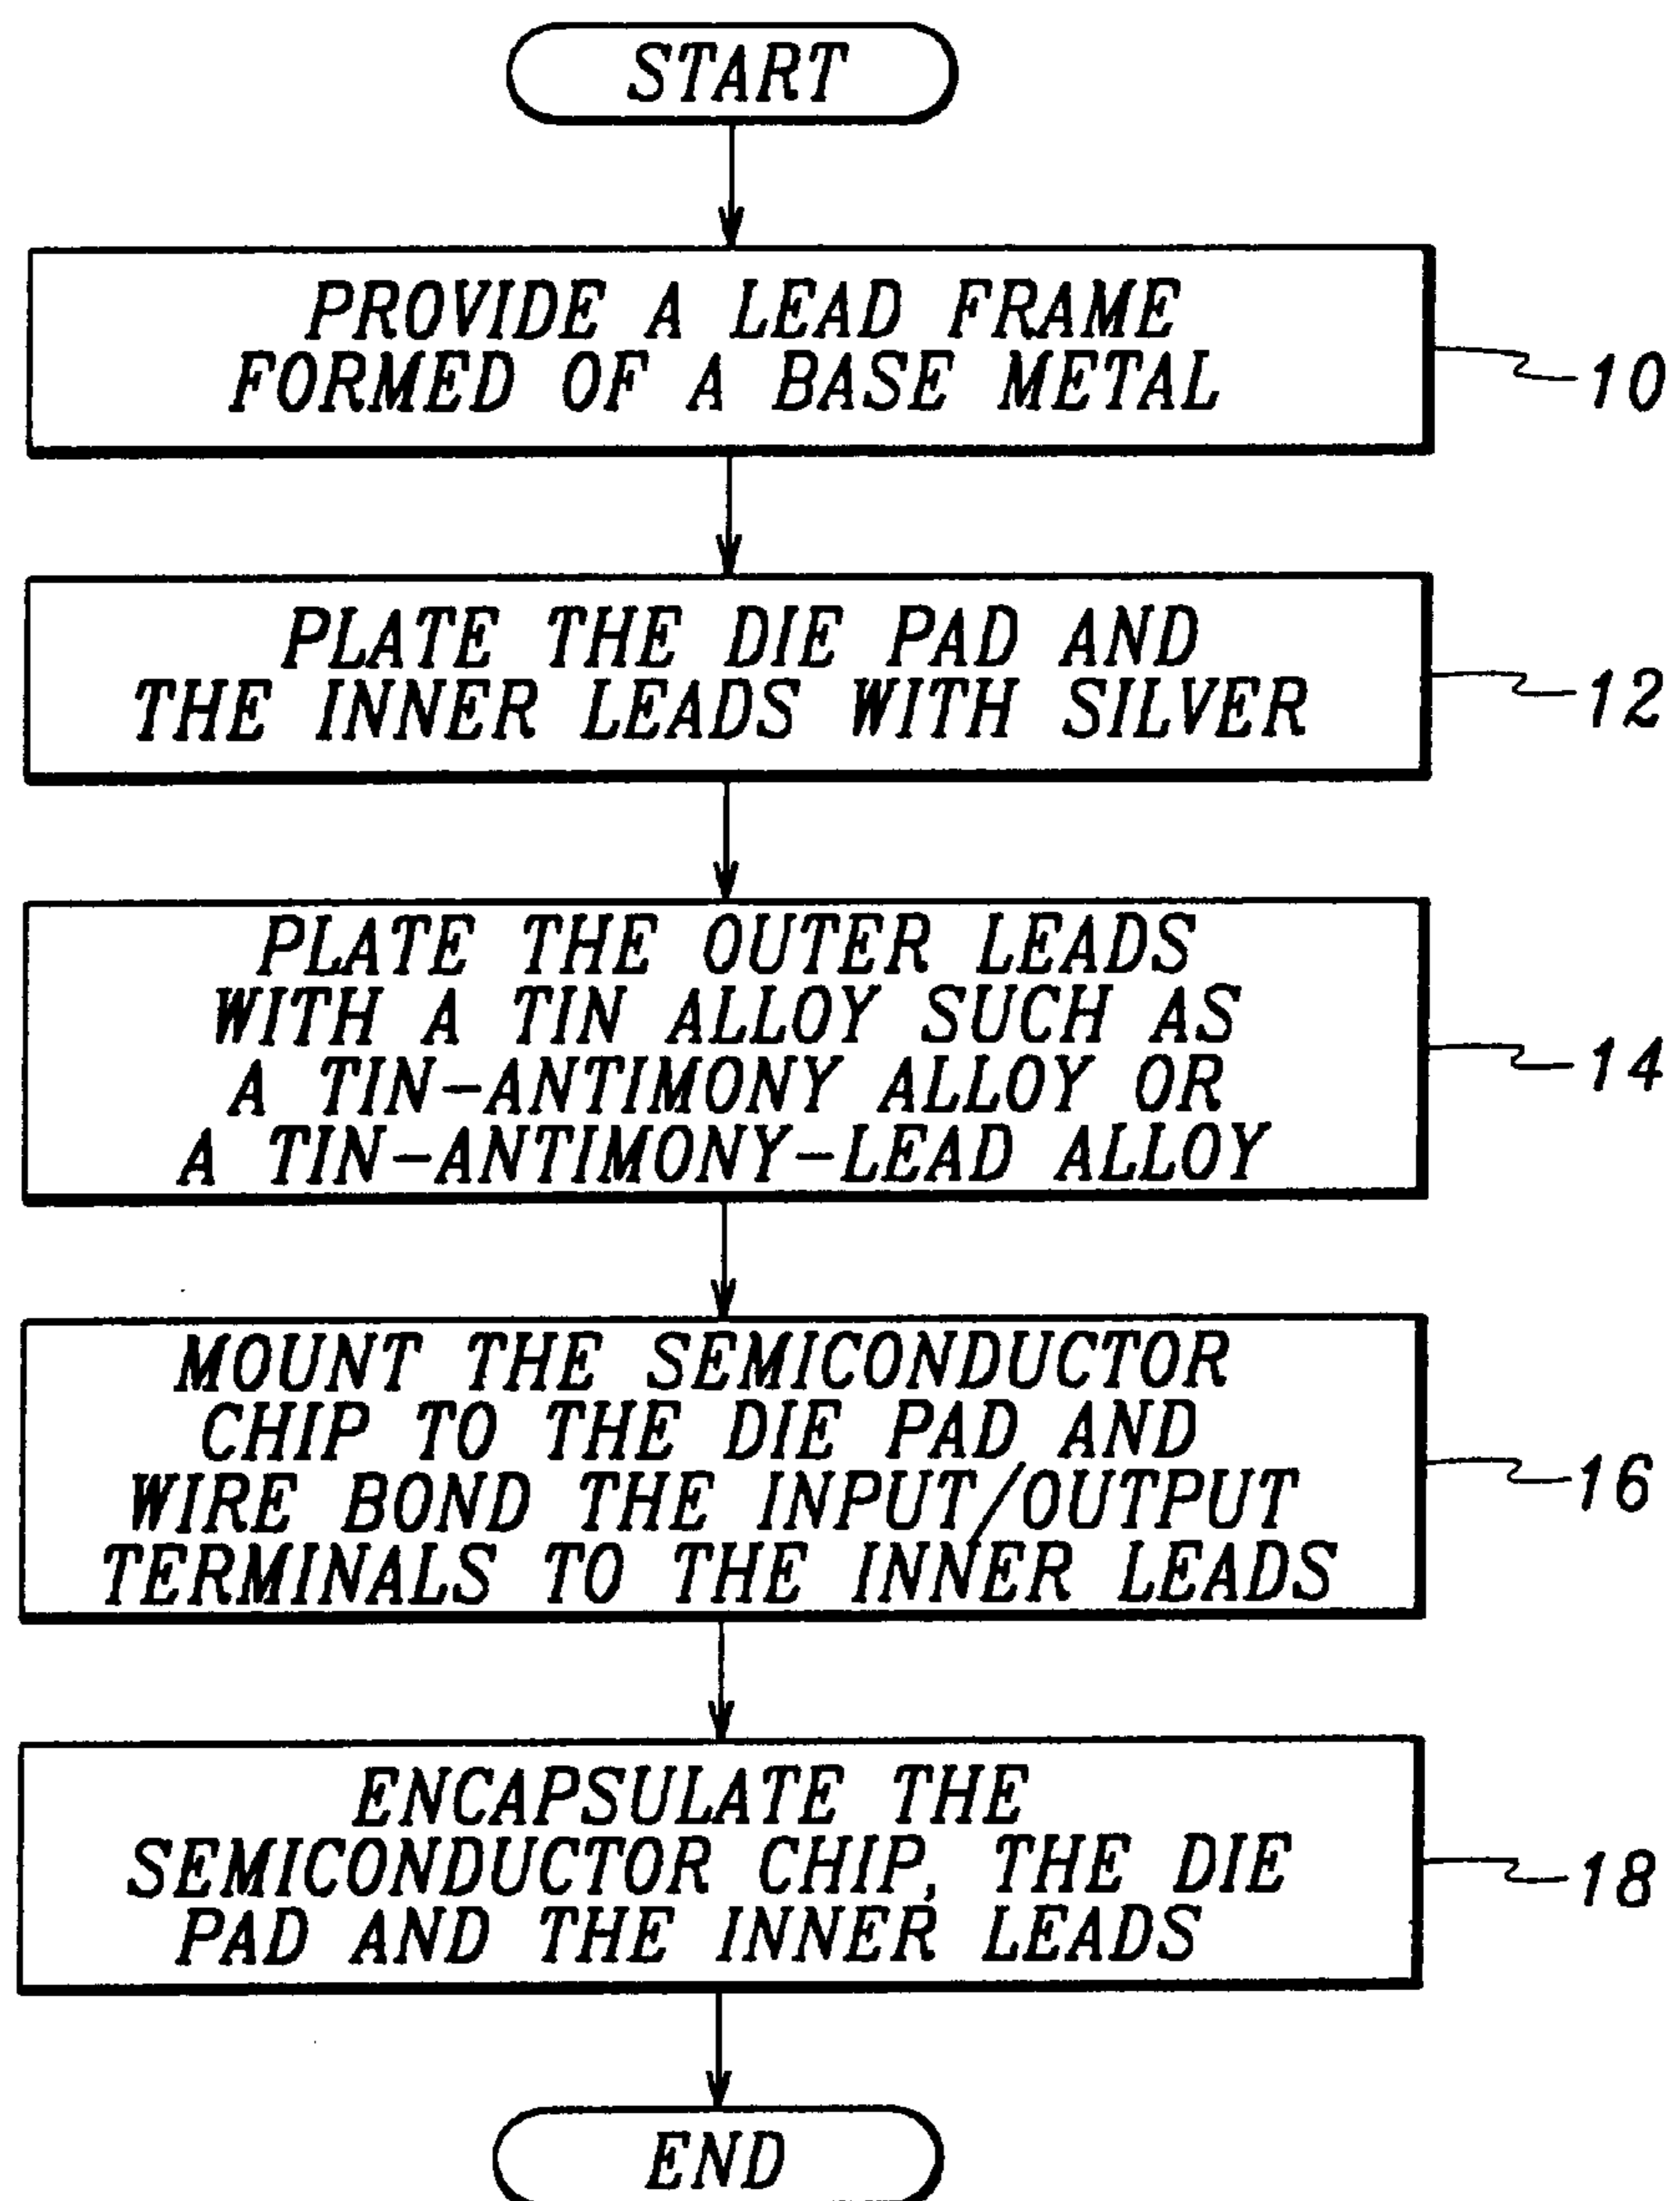 START
PROVIDE A LEAD FRAME
FORMED OF A BASE METAL
10
PLATE THE DIE PAD AND
THE INNER LEADS WITH SILVER
12
PLATE THE OUTER LEADS
WITH A TIN ALLOY SUCH AS
A TIN-ANTIMONY ALLOY OR
A TIN-ANTIMONY-LEAD ALLOY
14
MOUNT THE SEMICONDUCTOR
CHIP TO THE DIE PAD AND
WIRE BOND THE INPUT/OUTPUT
TERMINALS TO THE INNER LEADS
16
ENCAPSULATE THE
SEMICONDUCTOR CHIP, THE DIE
PAD AND THE INNER LEADS
18
END